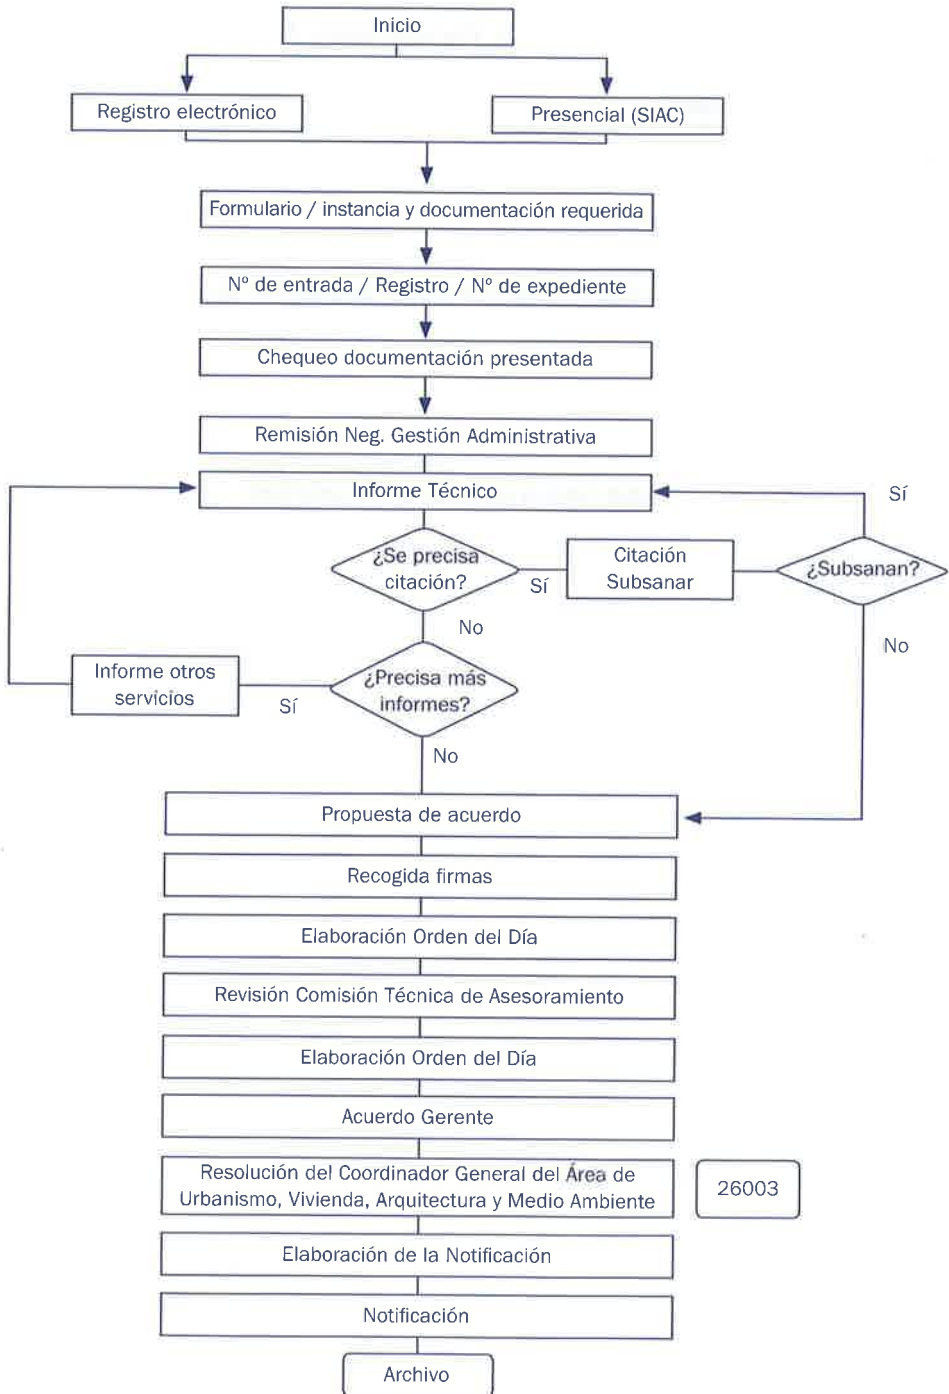 Inicio
Registro electrónico
Presencial (SIAC)
Formulario / instancia y documentación requerida
Nº de entrada / Registro / Nº de expediente
Chequeo documentación presentada
Remisión Neg. Gestión Administrativa
Informe Técnico
Sí
¿Se precisa
citación?
Sí
Citación
Subsanar
¿Subsanan?
No
No
Informe otros
servicios
Sí
¿Precisa más
informes?
No
Propuesta de acuerdo
Recogida firmas
Elaboración Orden del Día
Revisión Comisión Técnica de Asesoramiento
Elaboración Orden del Día
Acuerdo Gerente
Resolución del Coordinador General del Área de
Urbanismo, Vivienda, Arquitectura y Medio Ambiente
26003
Elaboración de la Notificación
Notificación
Archivo